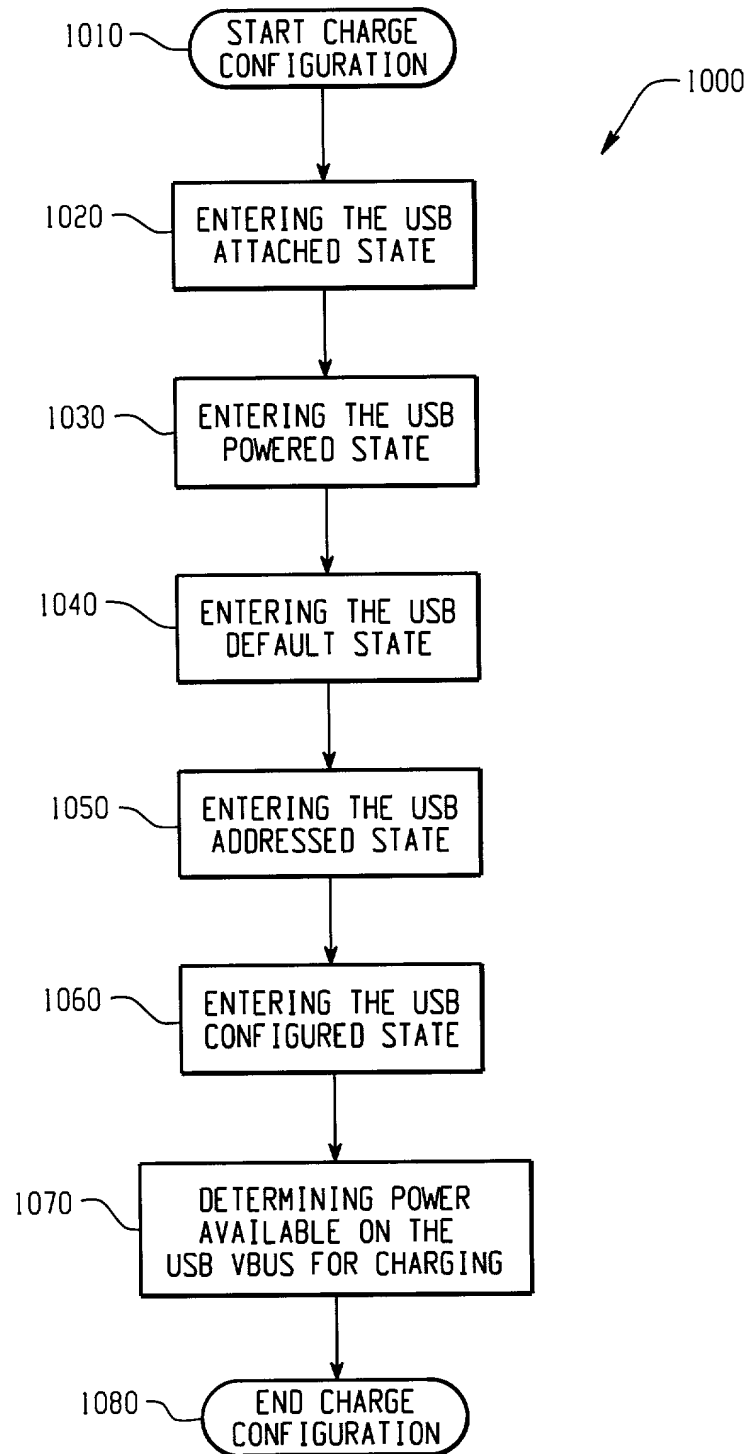 1010
START CHARGE
CONFIGURATION
1000
1020
ENTERING THE USB
ATTACHED STATE
1030
ENTERING THE USB
POWERED STATE
1040
ENTERING THE USB
DEFAULT STATE
1050
ENTERING THE USB
ADDRESSED STATE
1060
ENTERING THE USB
CONFIGURED STATE
1070
DETERMINING POWER
AVAILABLE ON THE
USB VBUS FOR CHARGING
1080
END CHARGE
CONFIGURATION